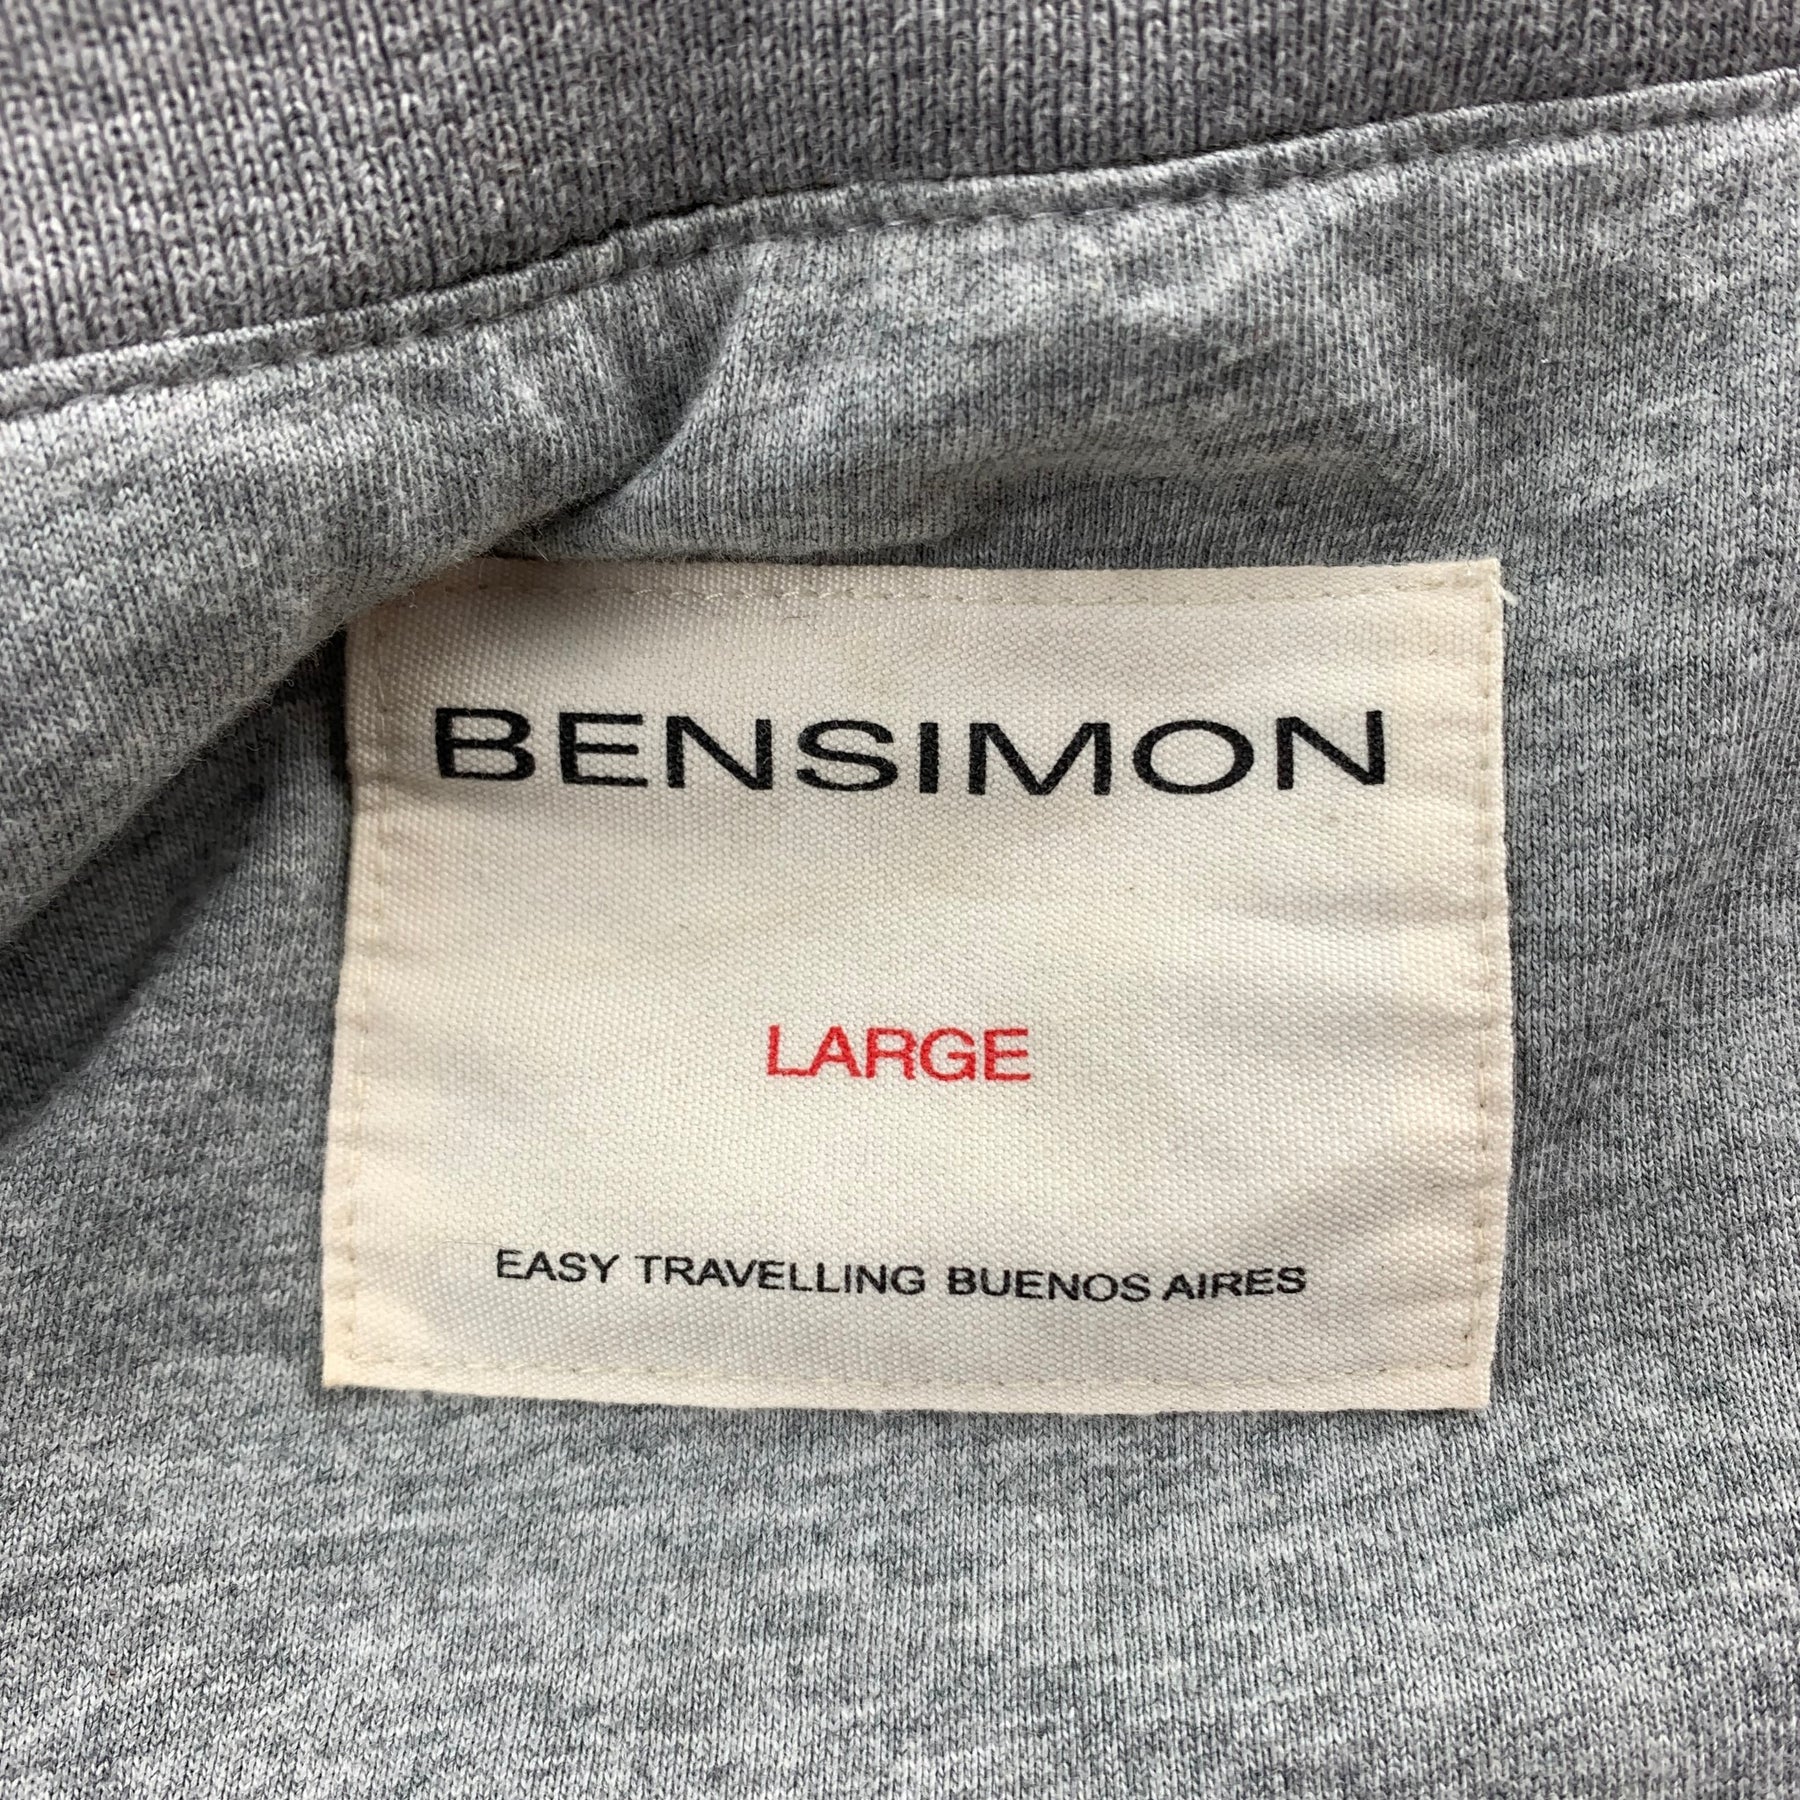 BENSIMON
LARGE
EASY TRAVELLING BUENOS AIRES